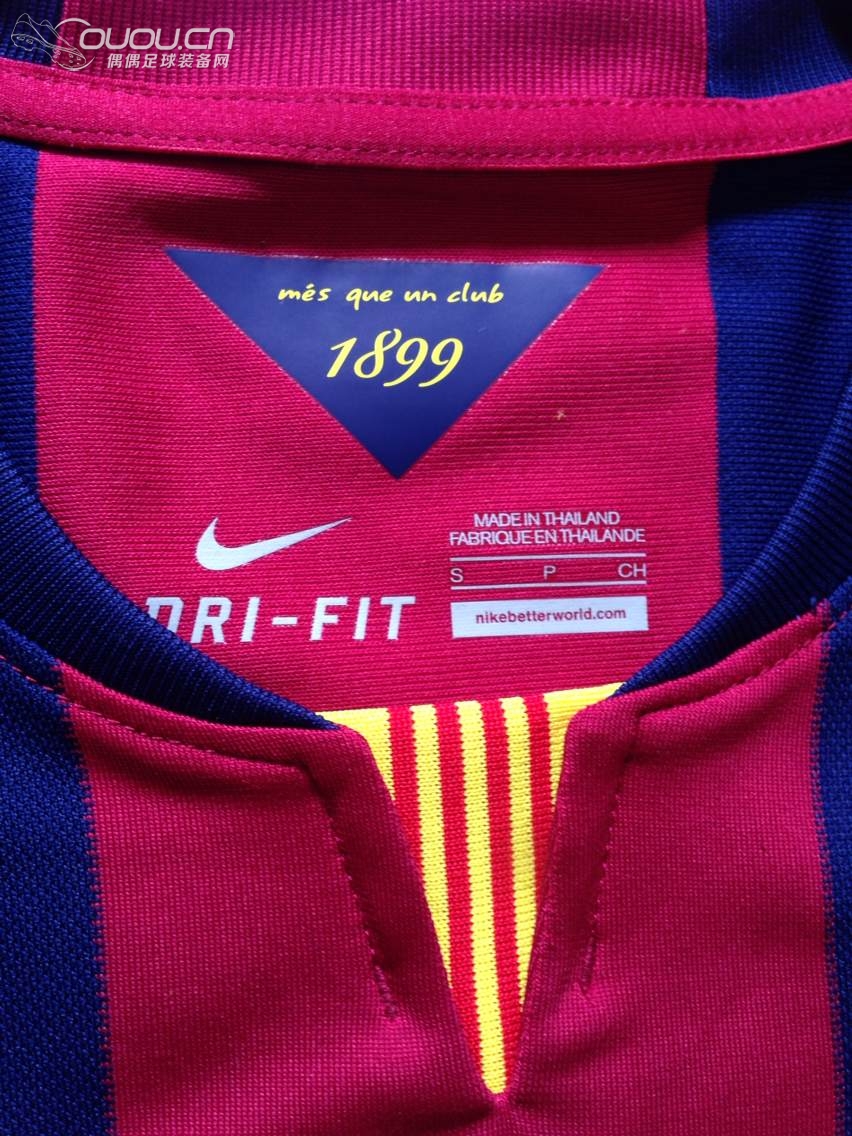 ouou.cn
偶偶足球装备网
més que un club
1899
DRI-FIT
MADE IN THAILAND
FABRIQUE EN THAILANDE
S P CH
nikebetterworld.com